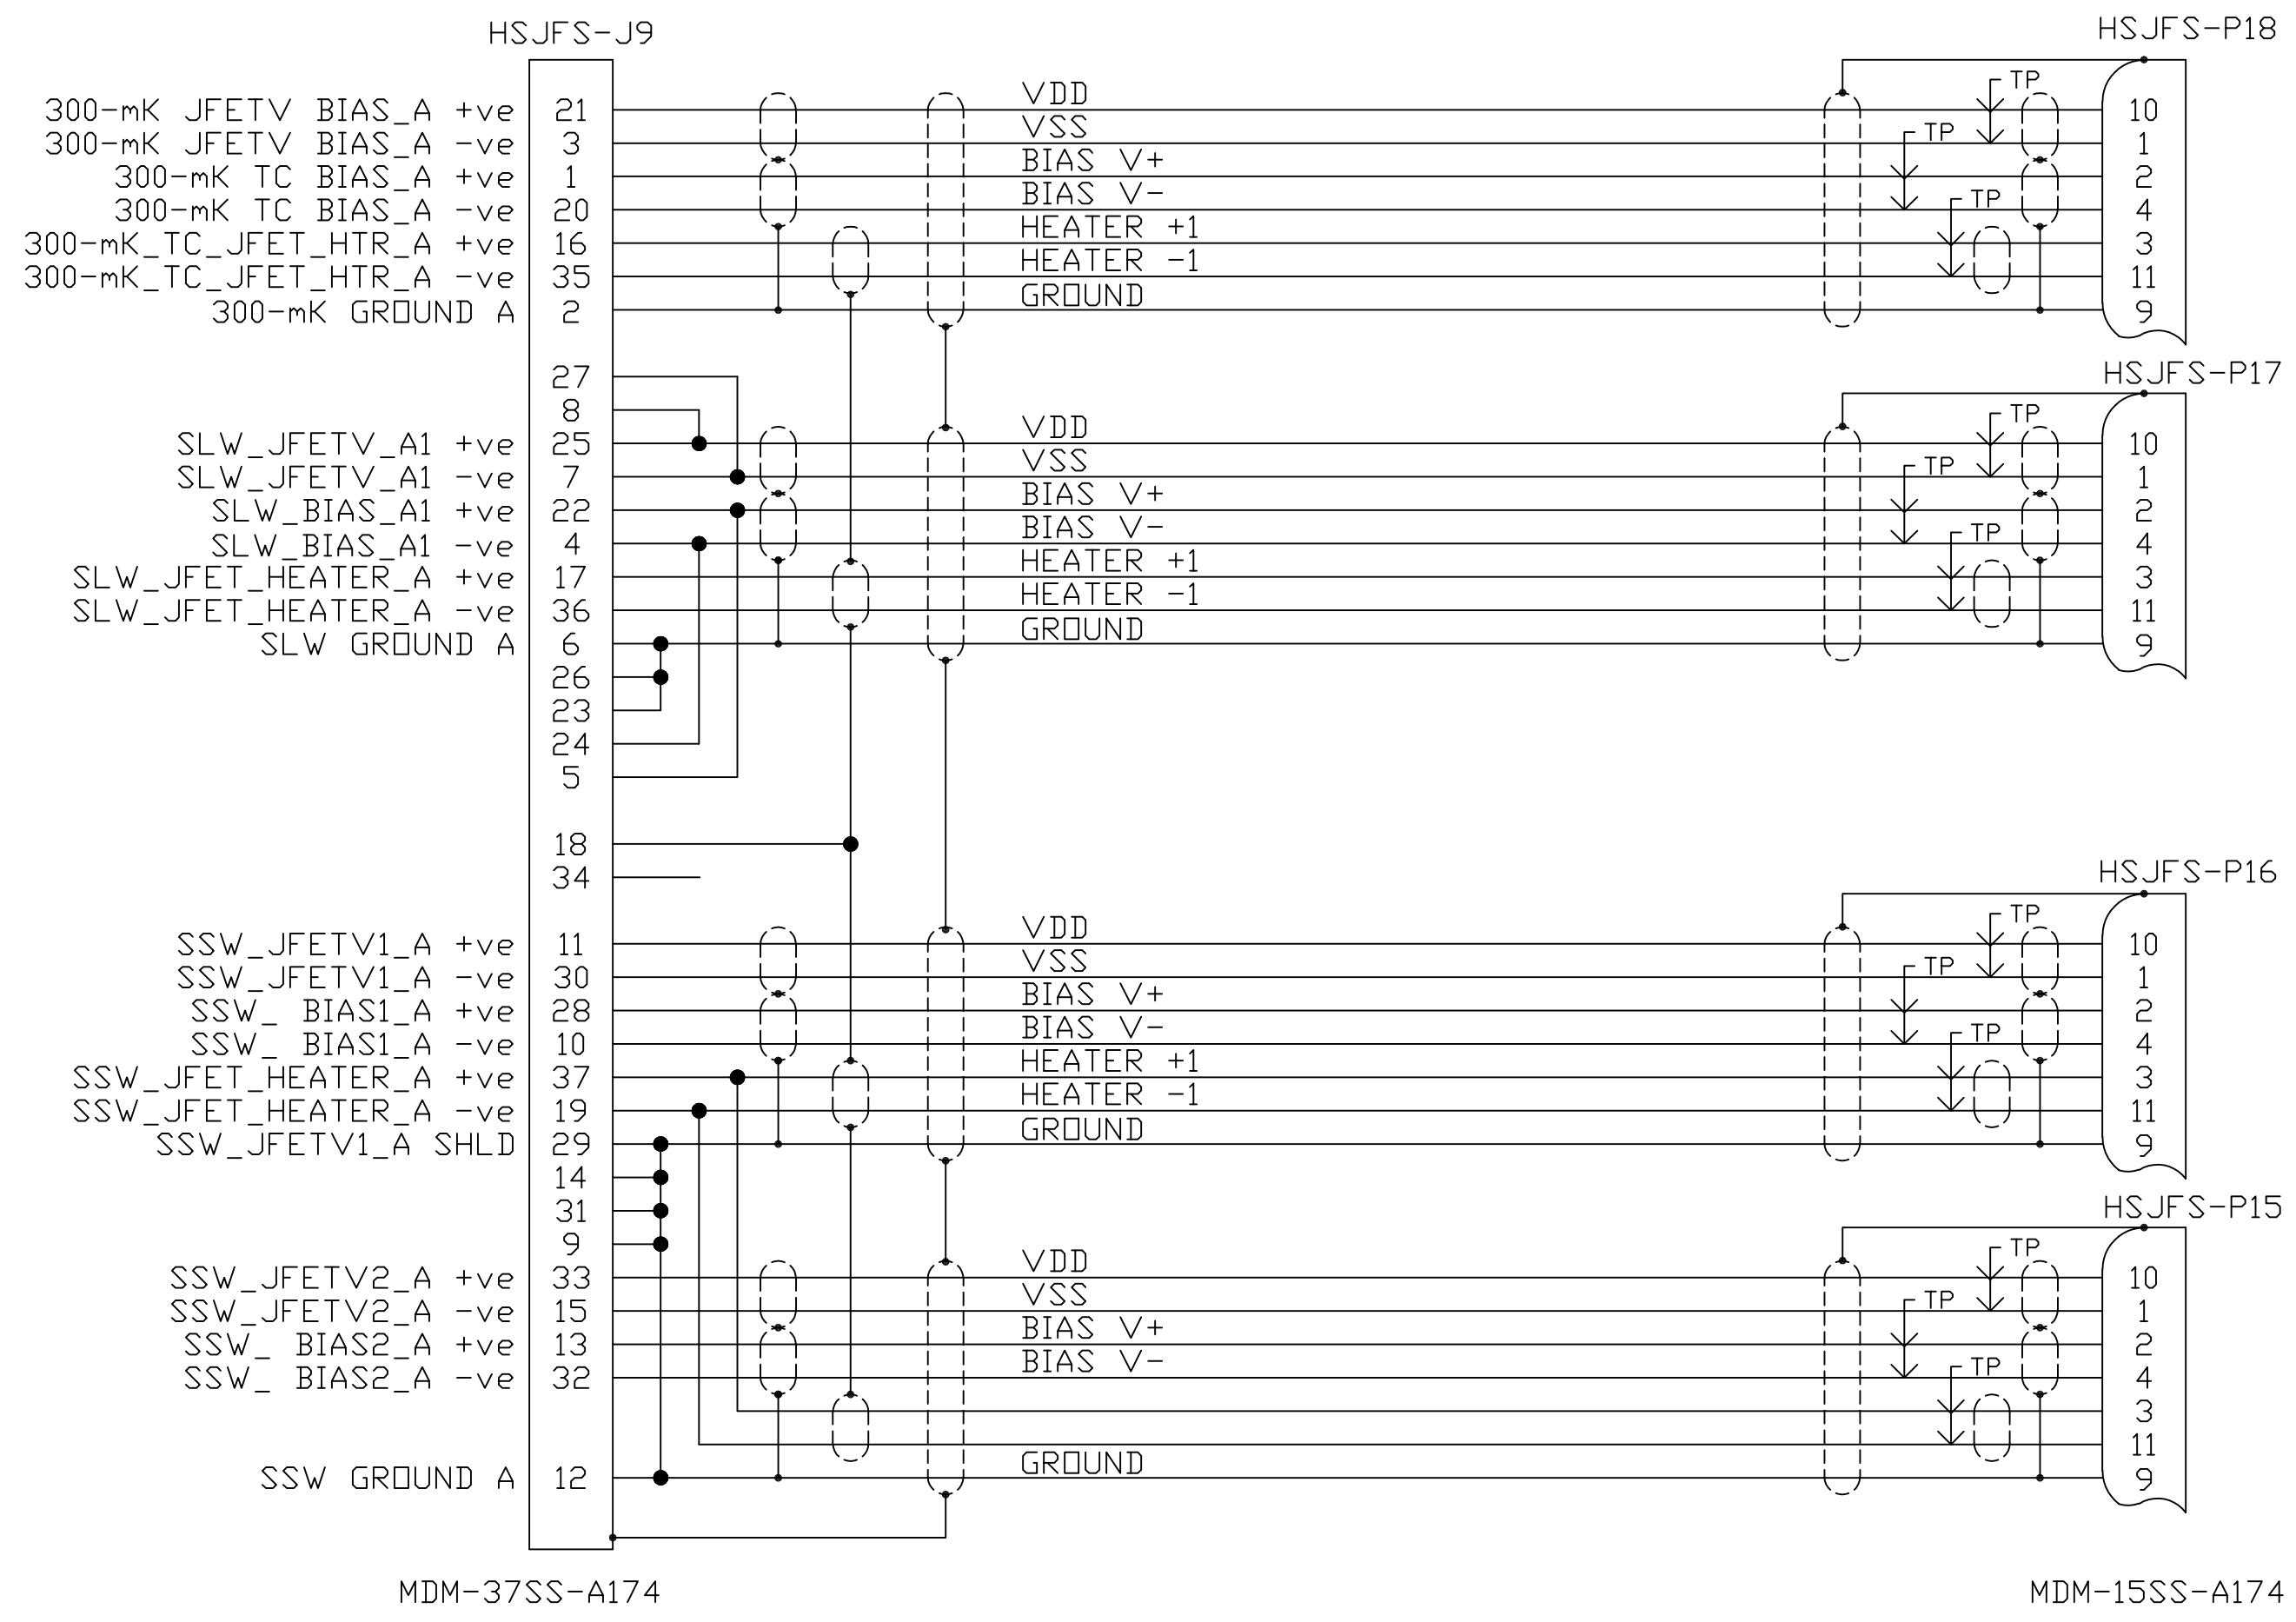 HSJFS-J9 HSJFS-P18
TP
VDD
300-mK JFETV BIAS_A +ve 21 10
VSS TP
300-mK JFETV BIAS_A -ve 3 1
BIAS V+
300-mK TC BIAS_A +ve 1 2
BIAS V- TP
300-mK TC BIAS_A -ve 20 4
HEATER +1
300-mK_TC_JFET_HTR_A +ve 16 3
HEATER -1
300-mK_TC_JFET_HTR_A -ve 35 11
GROUND
300-mK GROUND A 2 9
27 HSJFS-P17
8 TP
VDD
SLW_JFETV_A1 +ve 25 10
VSS TP
SLW_JFETV_A1 -ve 7 1
BIAS V+
SLW_BIAS_A1 +ve 22 2
BIAS V- TP
SLW_BIAS_A1 -ve 4 4
HEATER +1
SLW_JFET_HEATER_A +ve 17 3
HEATER -1
SLW_JFET_HEATER_A -ve 36 11
GROUND
SLW GROUND A 6 9
26
23
24
5
18
34 HSJFS-P16
TP
VDD
SSW_JFETV1_A +ve 11 10
VSS TP
SSW_JFETV1_A -ve 30 1
BIAS V+
SSW_ BIAS1_A +ve 28 2
BIAS V- TP
SSW_ BIAS1_A -ve 10 4
HEATER +1
SSW_JFET_HEATER_A +ve 37 3
HEATER -1
SSW_JFET_HEATER_A -ve 19 11
GROUND
SSW_JFETV1_A SHLD 29 9
14
31 HSJFS-P15
9 TP
VDD
SSW_JFETV2_A +ve 33 10
VSS TP
SSW_JFETV2_A -ve 15 1
BIAS V+
SSW_ BIAS2_A +ve 13 2
BIAS V- TP
SSW_ BIAS2_A -ve 32 4
3
11
GROUND
SSW GROUND A 12 9
MDM-37SS-A174 MDM-15SS-A174